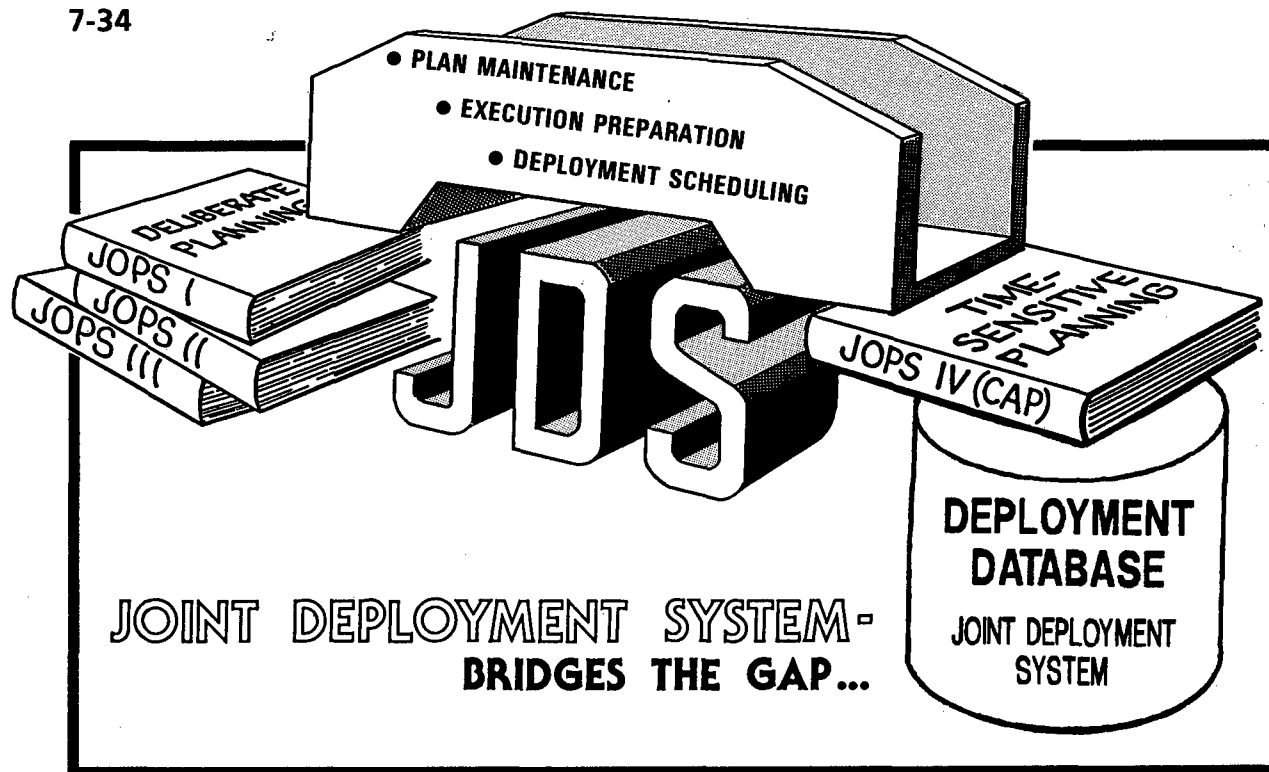 7-34
● PLAN MAINTENANCE
● EXECUTION PREPARATION
● DEPLOYMENT SCHEDULING
DELIBERATE
PLANNING
JOPS I
JOPS II
JOPS III
JDS
TIME-
SENSITIVE
PLANNING
JOPS IV (CAP)
DEPLOYMENT
DATABASE
JOINT DEPLOYMENT
SYSTEM
JOINT DEPLOYMENT SYSTEM-
BRIDGES THE GAP...